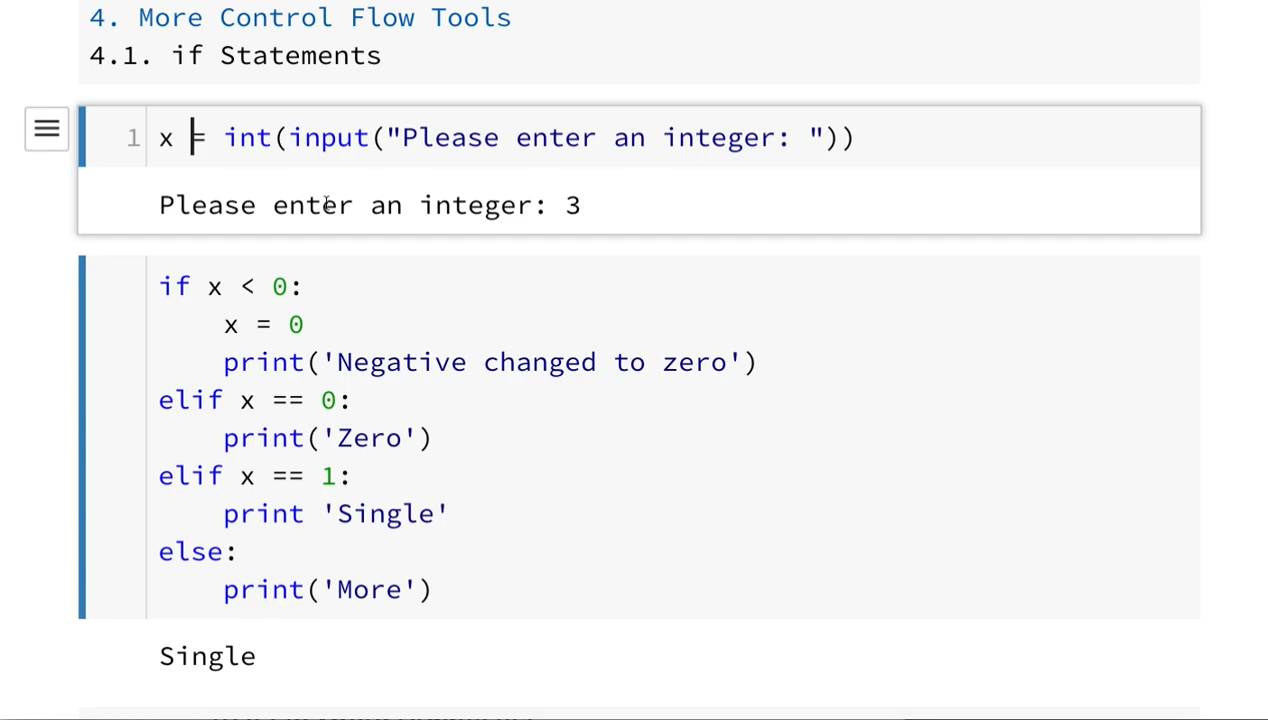 4. More Control Flow Tools
4.1. if Statements
1 x = int(input("Please enter an integer: "))
Please enter an integer: 3
if x < 0:
    x = 0
    print('Negative changed to zero')
elif x == 0:
    print('Zero')
elif x == 1:
    print 'Single'
else:
    print('More')
Single